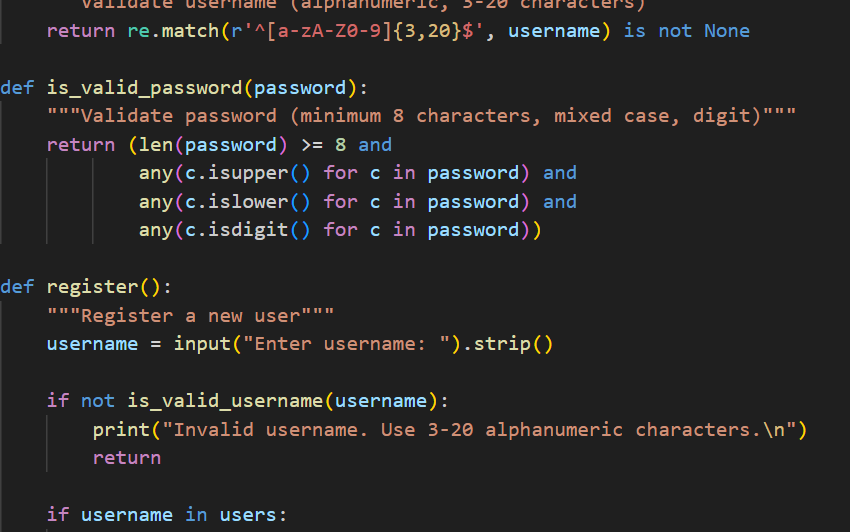 """Validate username (alphanumeric, 3-20 characters)"""
    return re.match(r'^[a-zA-Z0-9]{3,20}$', username) is not None

def is_valid_password(password):
    """Validate password (minimum 8 characters, mixed case, digit)"""
    return (len(password) >= 8 and
            any(c.isupper() for c in password) and
            any(c.islower() for c in password) and
            any(c.isdigit() for c in password))

def register():
    """Register a new user"""
    username = input("Enter username: ").strip()

    if not is_valid_username(username):
        print("Invalid username. Use 3-20 alphanumeric characters.\n")
        return

    if username in users: